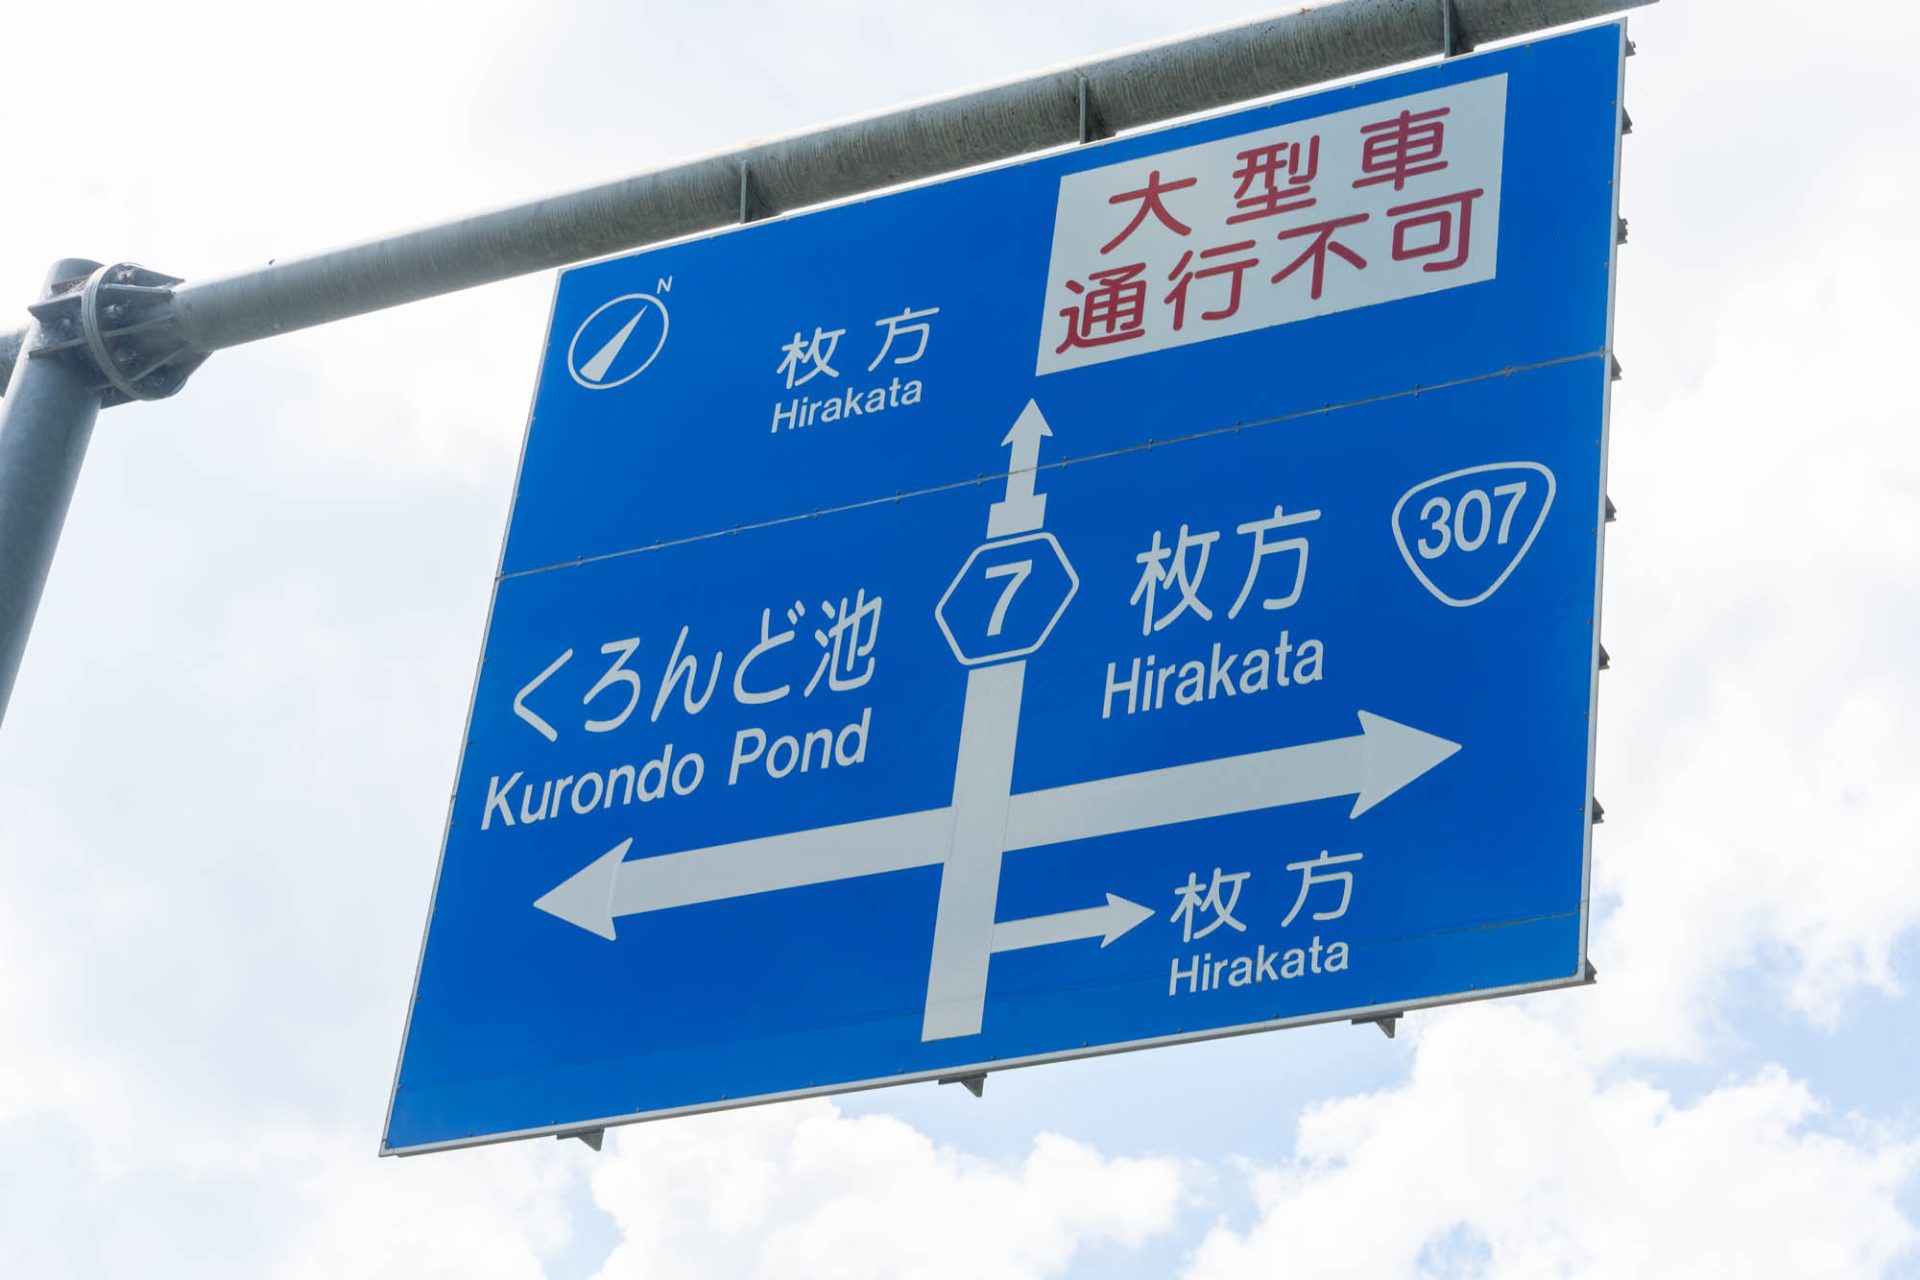 大型車
通行不可
N
枚方
Hirakata
7
枚方
Hirakata
307
くろんど池
Kurondo Pond
枚方
Hirakata